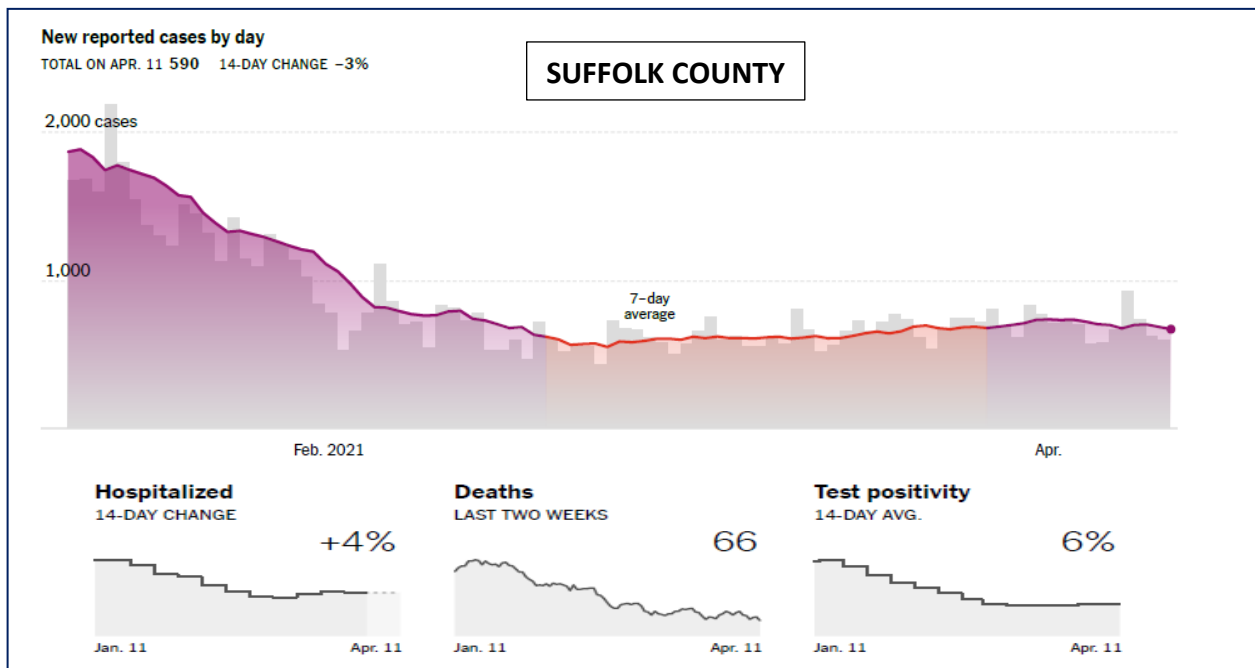 New reported cases by day
TOTAL ON APR. 11 590 14-DAY CHANGE –3%
SUFFOLK COUNTY
2,000 cases
1,000
7–day
average
Feb. 2021
Apr.
Hospitalized
14-DAY CHANGE
+4%
Jan. 11
Apr. 11
Deaths
LAST TWO WEEKS
66
Jan. 11
Apr. 11
Test positivity
14-DAY AVG.
6%
Jan. 11
Apr. 11